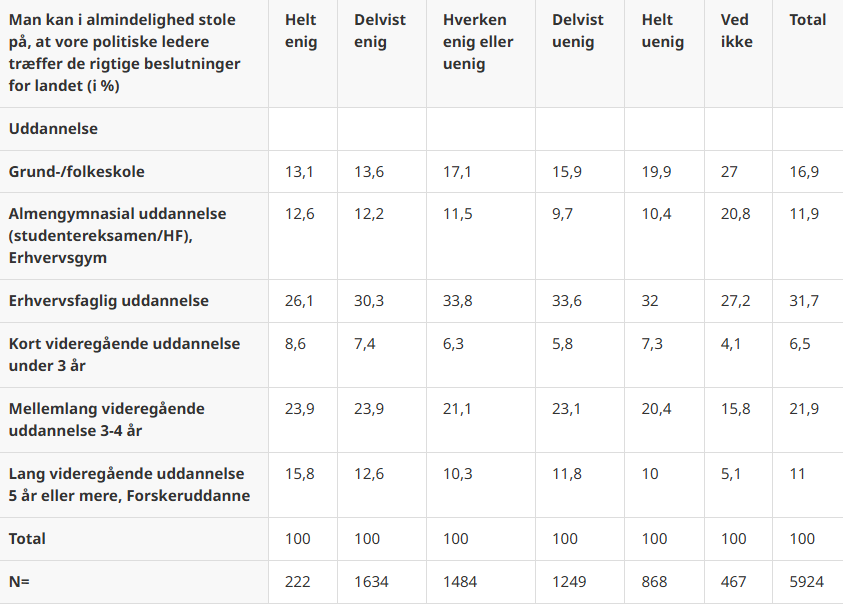 Man kan i almindelighed stole på, at vore politiske ledere træffer de rigtige beslutninger for landet (i %) Helt enig Delvist enig Hverken enig eller uenig Delvist uenig Helt uenig Ved ikke Total
Uddannelse
Grund-/folkeskole 13,1 13,6 17,1 15,9 19,9 27 16,9
Almengymnasial uddannelse (studentereksamen/HF), Erhvervsgym 12,6 12,2 11,5 9,7 10,4 20,8 11,9
Erhvervsfaglig uddannelse 26,1 30,3 33,8 33,6 32 27,2 31,7
Kort videregående uddannelse under 3 år 8,6 7,4 6,3 5,8 7,3 4,1 6,5
Mellemlang videregående uddannelse 3-4 år 23,9 23,9 21,1 23,1 20,4 15,8 21,9
Lang videregående uddannelse 5 år eller mere, Forskeruddanne 15,8 12,6 10,3 11,8 10 5,1 11
Total 100 100 100 100 100 100 100
N= 222 1634 1484 1249 868 467 5924